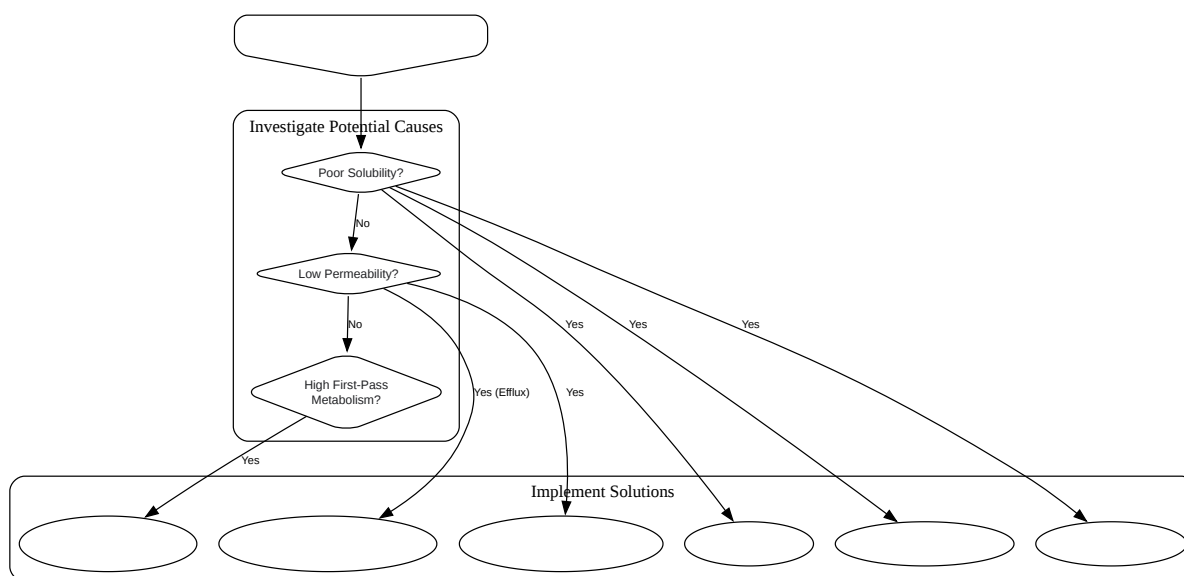 Investigate Potential Causes
Poor Solubility?
No
Low Permeability?
No
Yes
Yes
Yes
High First-Pass
Metabolism?
Yes (Efflux)
Yes
Yes
Implement Solutions